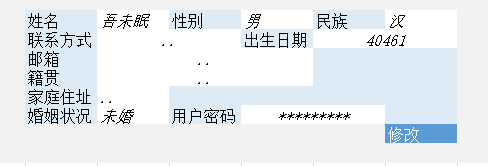 姓名 吾未眠 性别 男 民族 汉
联系方式 .. 出生日期 40461
邮箱 ..
籍贯 ..
家庭住址 ..
婚姻状况 未婚 用户密码 *********
修改